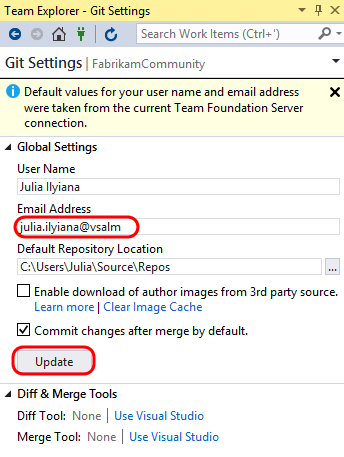 Team Explorer - Git Settings
Search Work Items (Ctrl+')
Git Settings | FabrikamCommunity
Default values for your user name and email address
were taken from the current Team Foundation Server
connection.
Global Settings
User Name
Julia Ilyiana
Email Address
julia.ilyiana@vsalm
Default Repository Location
C:\Users\Julia\Source\Repos
...
Enable download of author images from 3rd party source.
Learn more | Clear Image Cache
Commit changes after merge by default.
Update
Diff & Merge Tools
Diff Tool: None | Use Visual Studio
Merge Tool: None | Use Visual Studio